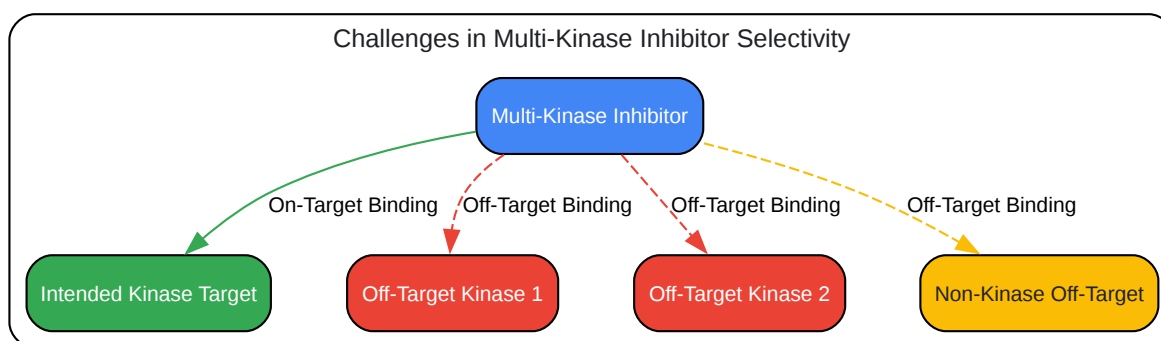 Challenges in Multi-Kinase Inhibitor Selectivity
Multi-Kinase Inhibitor
On-Target Binding
Off-Target Binding
Off-Target Binding
Off-Target Binding
Intended Kinase Target
Off-Target Kinase 1
Off-Target Kinase 2
Non-Kinase Off-Target